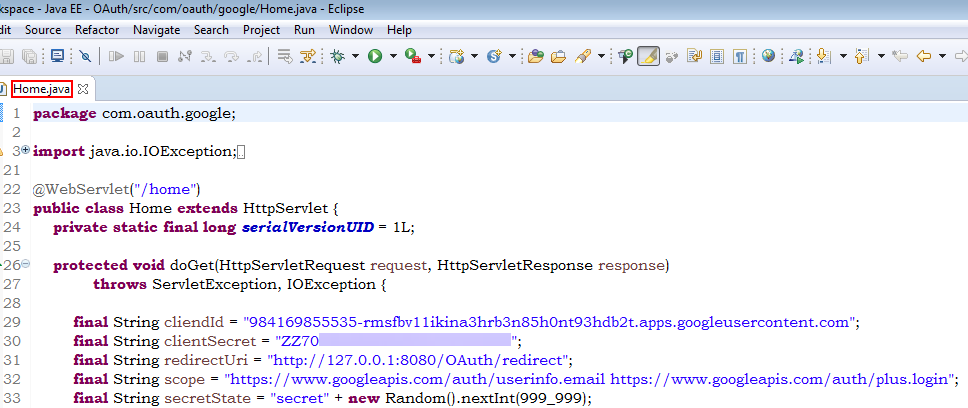 kspace - Java EE - OAuth/src/com/oauth/google/Home.java - Eclipse
dit Source Refactor Navigate Search Project Run Window Help
Home.java
1 package com.oauth.google;
2
3 import java.io.IOException;
21
22 @WebServlet("/home")
23 public class Home extends HttpServlet {
24 private static final long serialVersionUID = 1L;
25
26 protected void doGet(HttpServletRequest request, HttpServletResponse response)
27 throws ServletException, IOException {
28
29 final String cliendId = "984169855535-rmsfbv11ikina3hrb3n85h0nt93hdb2t.apps.googleusercontent.com";
30 final String clientSecret = "ZZ70 ";
31 final String redirectUri = "http://127.0.0.1:8080/OAuth/redirect";
32 final String scope = "https://www.googleapis.com/auth/userinfo.email https://www.googleapis.com/auth/plus.login";
33 final String secretState = "secret" + new Random().nextInt(999_999);